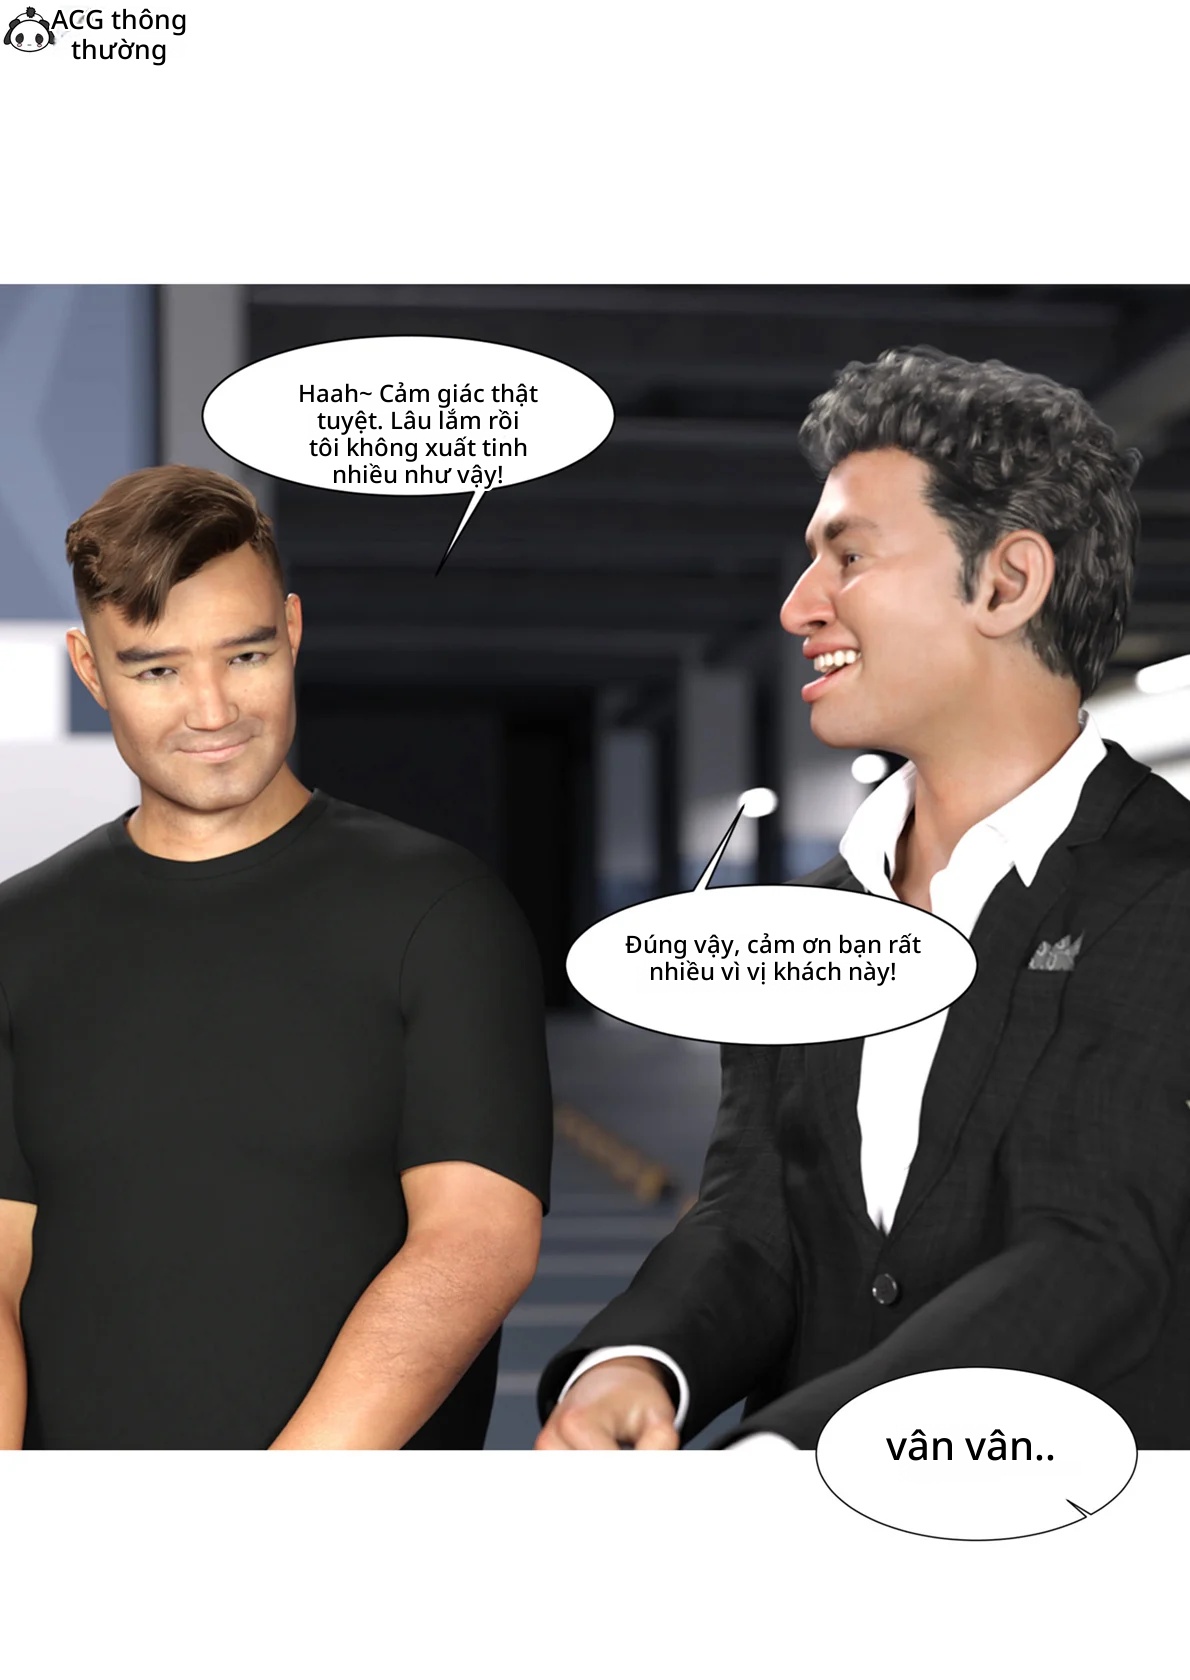 ACG thông
thường
Haah~ Cảm giác thật
tuyệt. Lâu lắm rồi
tôi không xuất tinh
nhiều như vậy!
Đúng vậy, cảm ơn bạn rất
nhiều vì vị khách này!
vân vân..